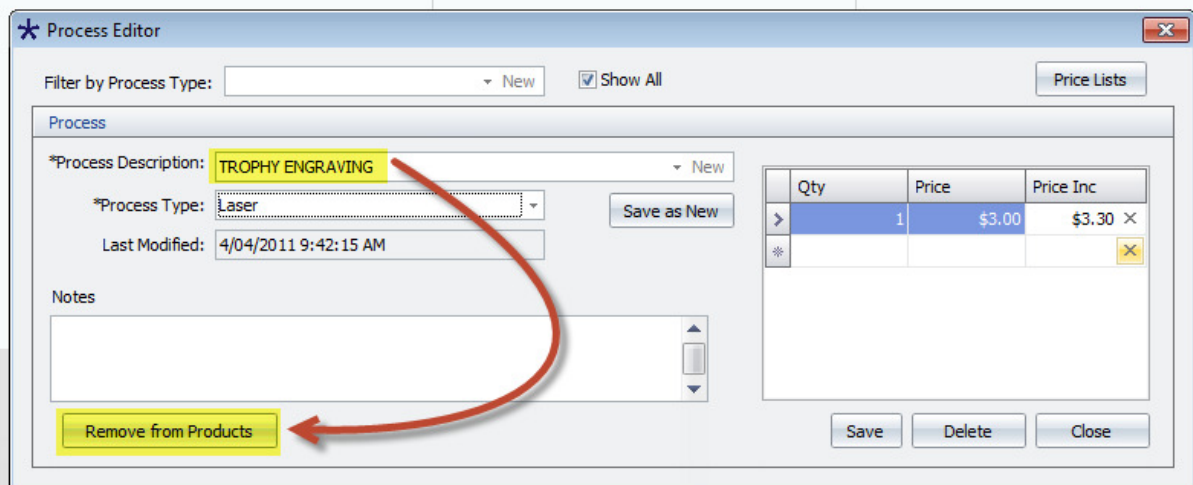 Process Editor
Filter by Process Type: New Show All Price Lists
Process
*Process Description: TROPHY ENGRAVING New
*Process Type: Laser Save as New
Last Modified: 4/04/2011 9:42:15 AM
Qty Price Price Inc
1 $3.00 $3.30
Notes
Remove from Products Save Delete Close